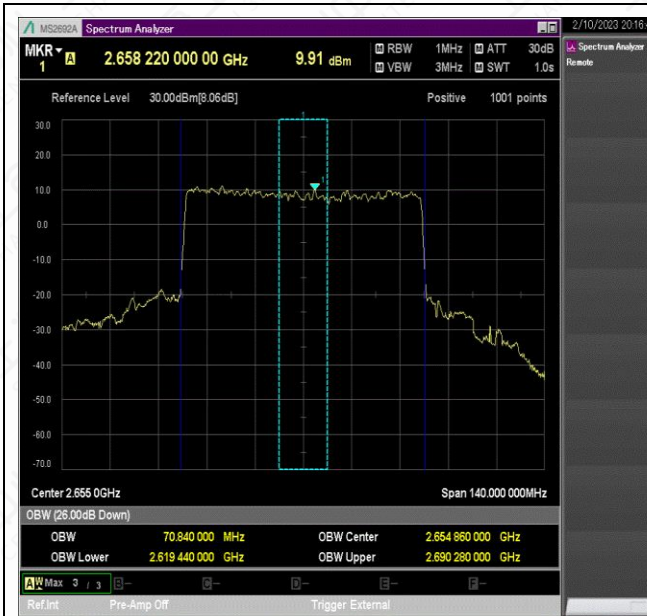 MS2692A Spectrum Analyzer
2/10/2023 20:16:
MKR 1 A 2.658 220 000 00 GHz 9.91 dBm
M RBW 1MHz M ATT 30dB
M VBW 3MHz M SWT 1.0s
Spectrum Analyzer
Remote
Reference Level 30.00dBm[8.06dB] Positive 1001 points
30.0
20.0
10.0
1
0.0
-10.0
-20.0
-30.0
-40.0
-50.0
-60.0
-70.0
Center 2.655 0GHz Span 140.000 000MHz
OBW (26.00dB Down)
OBW 70.840 000 MHz OBW Center 2.654 860 000 GHz
OBW Lower 2.619 440 000 GHz OBW Upper 2.690 280 000 GHz
A W Max 3 / 3 B- C- D- E- F-
Ref.Int Pre-Amp Off Trigger External